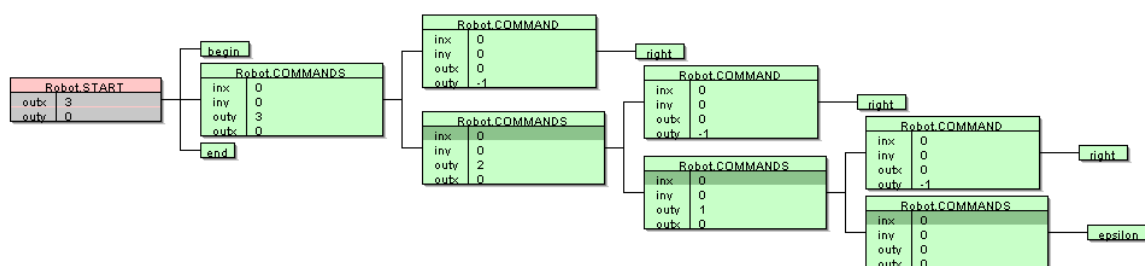 Robot.START
outx 3
outy 0
begin
Robot.COMMANDS
inx 0
iny 0
outy 3
outx 0
end
Robot.COMMAND
inx 0
iny 0
outx 0
outy -1
right
Robot.COMMANDS
inx 0
iny 0
outy 2
outx 0
Robot.COMMAND
inx 0
iny 0
outx 0
outy -1
right
Robot.COMMANDS
inx 0
iny 0
outy 1
outx 0
Robot.COMMAND
inx 0
iny 0
outx 0
outy -1
right
Robot.COMMANDS
inx 0
iny 0
outy 0
outx 0
epsilon